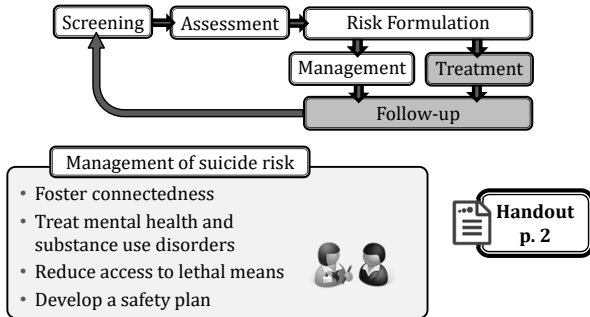 Screening
Assessment
Risk Formulation
Management
Treatment
Follow-up
Management of suicide risk
• Foster connectedness
• Treat mental health and
substance use disorders
• Reduce access to lethal means
• Develop a safety plan
Handout
p. 2